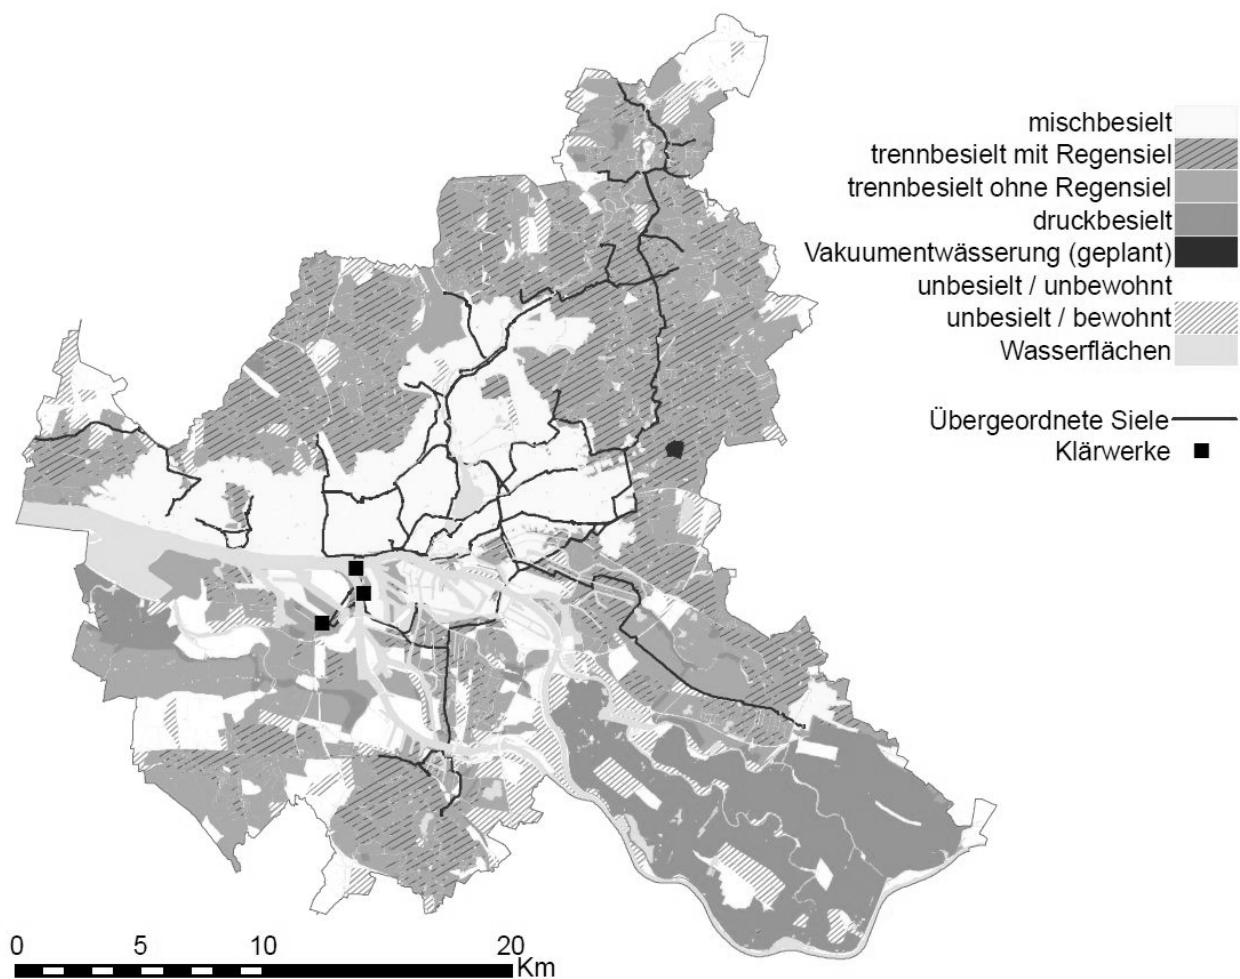 mischbesielt
trennbesielt mit Regensiel
trennbesielt ohne Regensiel
druckbesielt
Vakuumentwässerung (geplant)
unbesielt / unbewohnt
unbesielt / bewohnt
Wasserflächen
Übergeordnete Siele
Klärwerke
0 5 10 20
Km